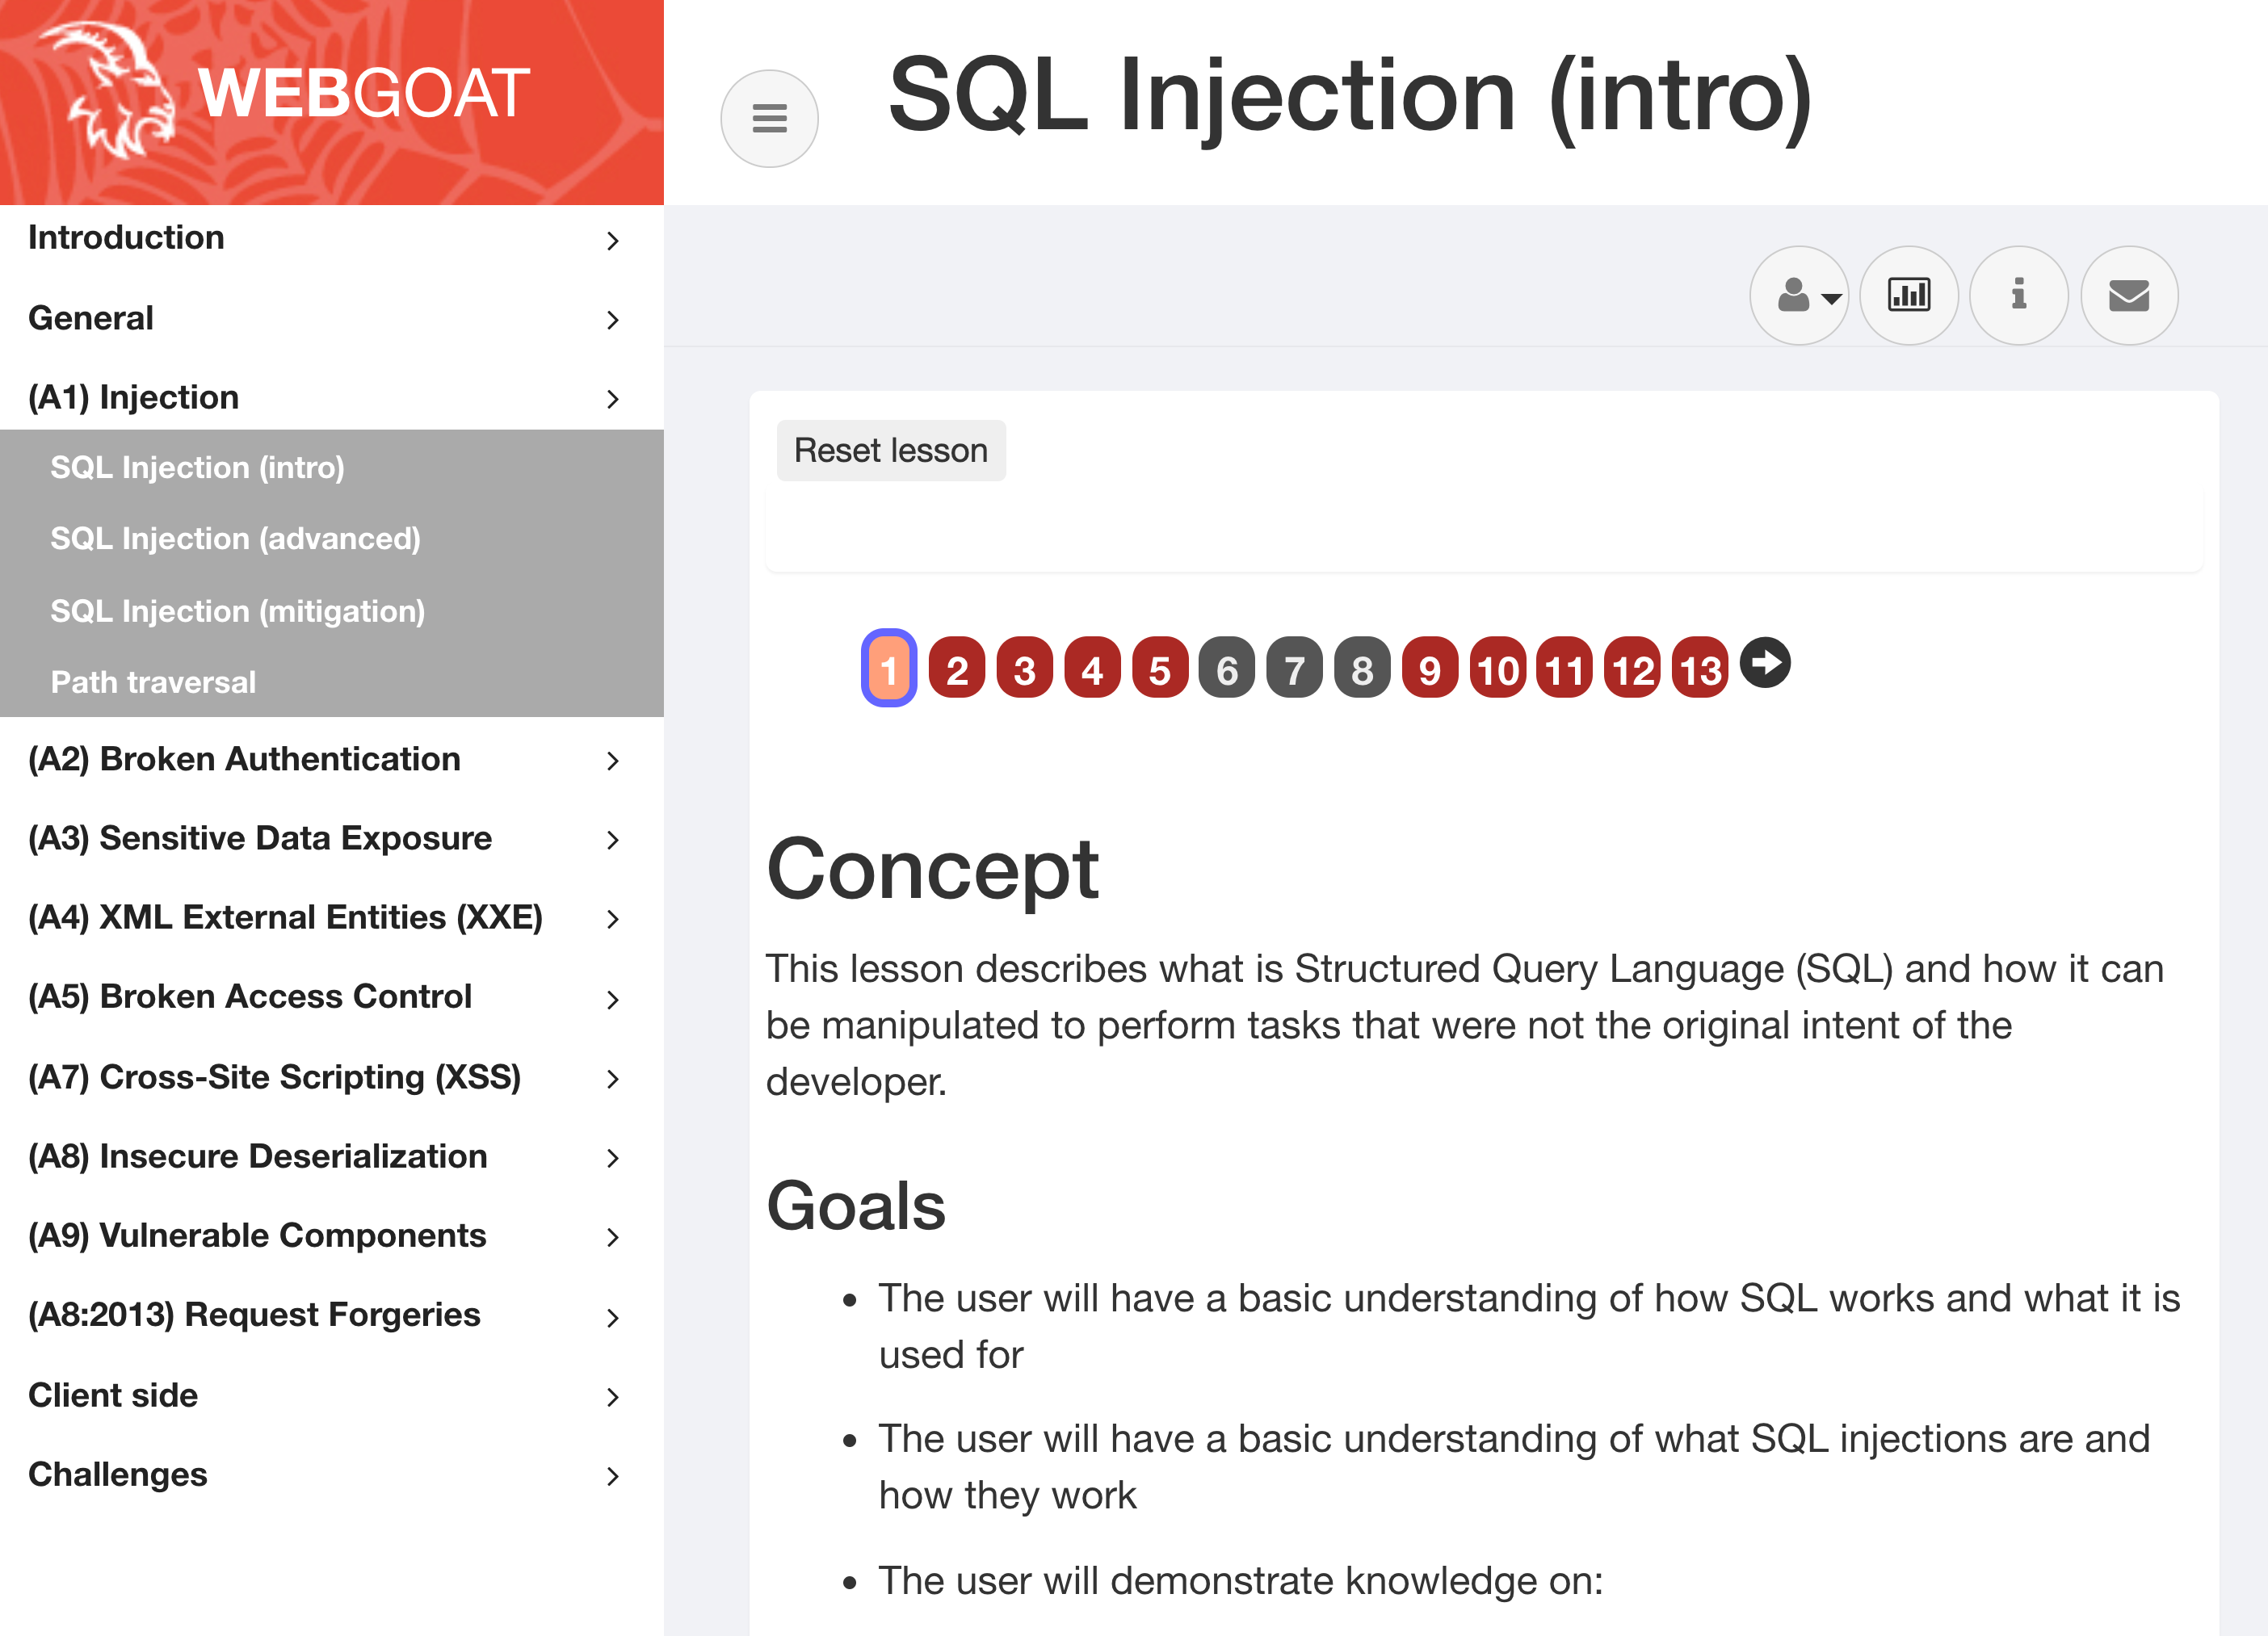 WEBGOAT
SQL Injection (intro)
Introduction
General
(A1) Injection
SQL Injection (intro)
SQL Injection (advanced)
SQL Injection (mitigation)
Path traversal
(A2) Broken Authentication
(A3) Sensitive Data Exposure
(A4) XML External Entities (XXE)
(A5) Broken Access Control
(A7) Cross-Site Scripting (XSS)
(A8) Insecure Deserialization
(A9) Vulnerable Components
(A8:2013) Request Forgeries
Client side
Challenges
Reset lesson
1 2 3 4 5 6 7 8 9 10 11 12 13
Concept
This lesson describes what is Structured Query Language (SQL) and how it can
be manipulated to perform tasks that were not the original intent of the
developer.
Goals
• The user will have a basic understanding of how SQL works and what it is
used for
• The user will have a basic understanding of what SQL injections are and
how they work
• The user will demonstrate knowledge on: